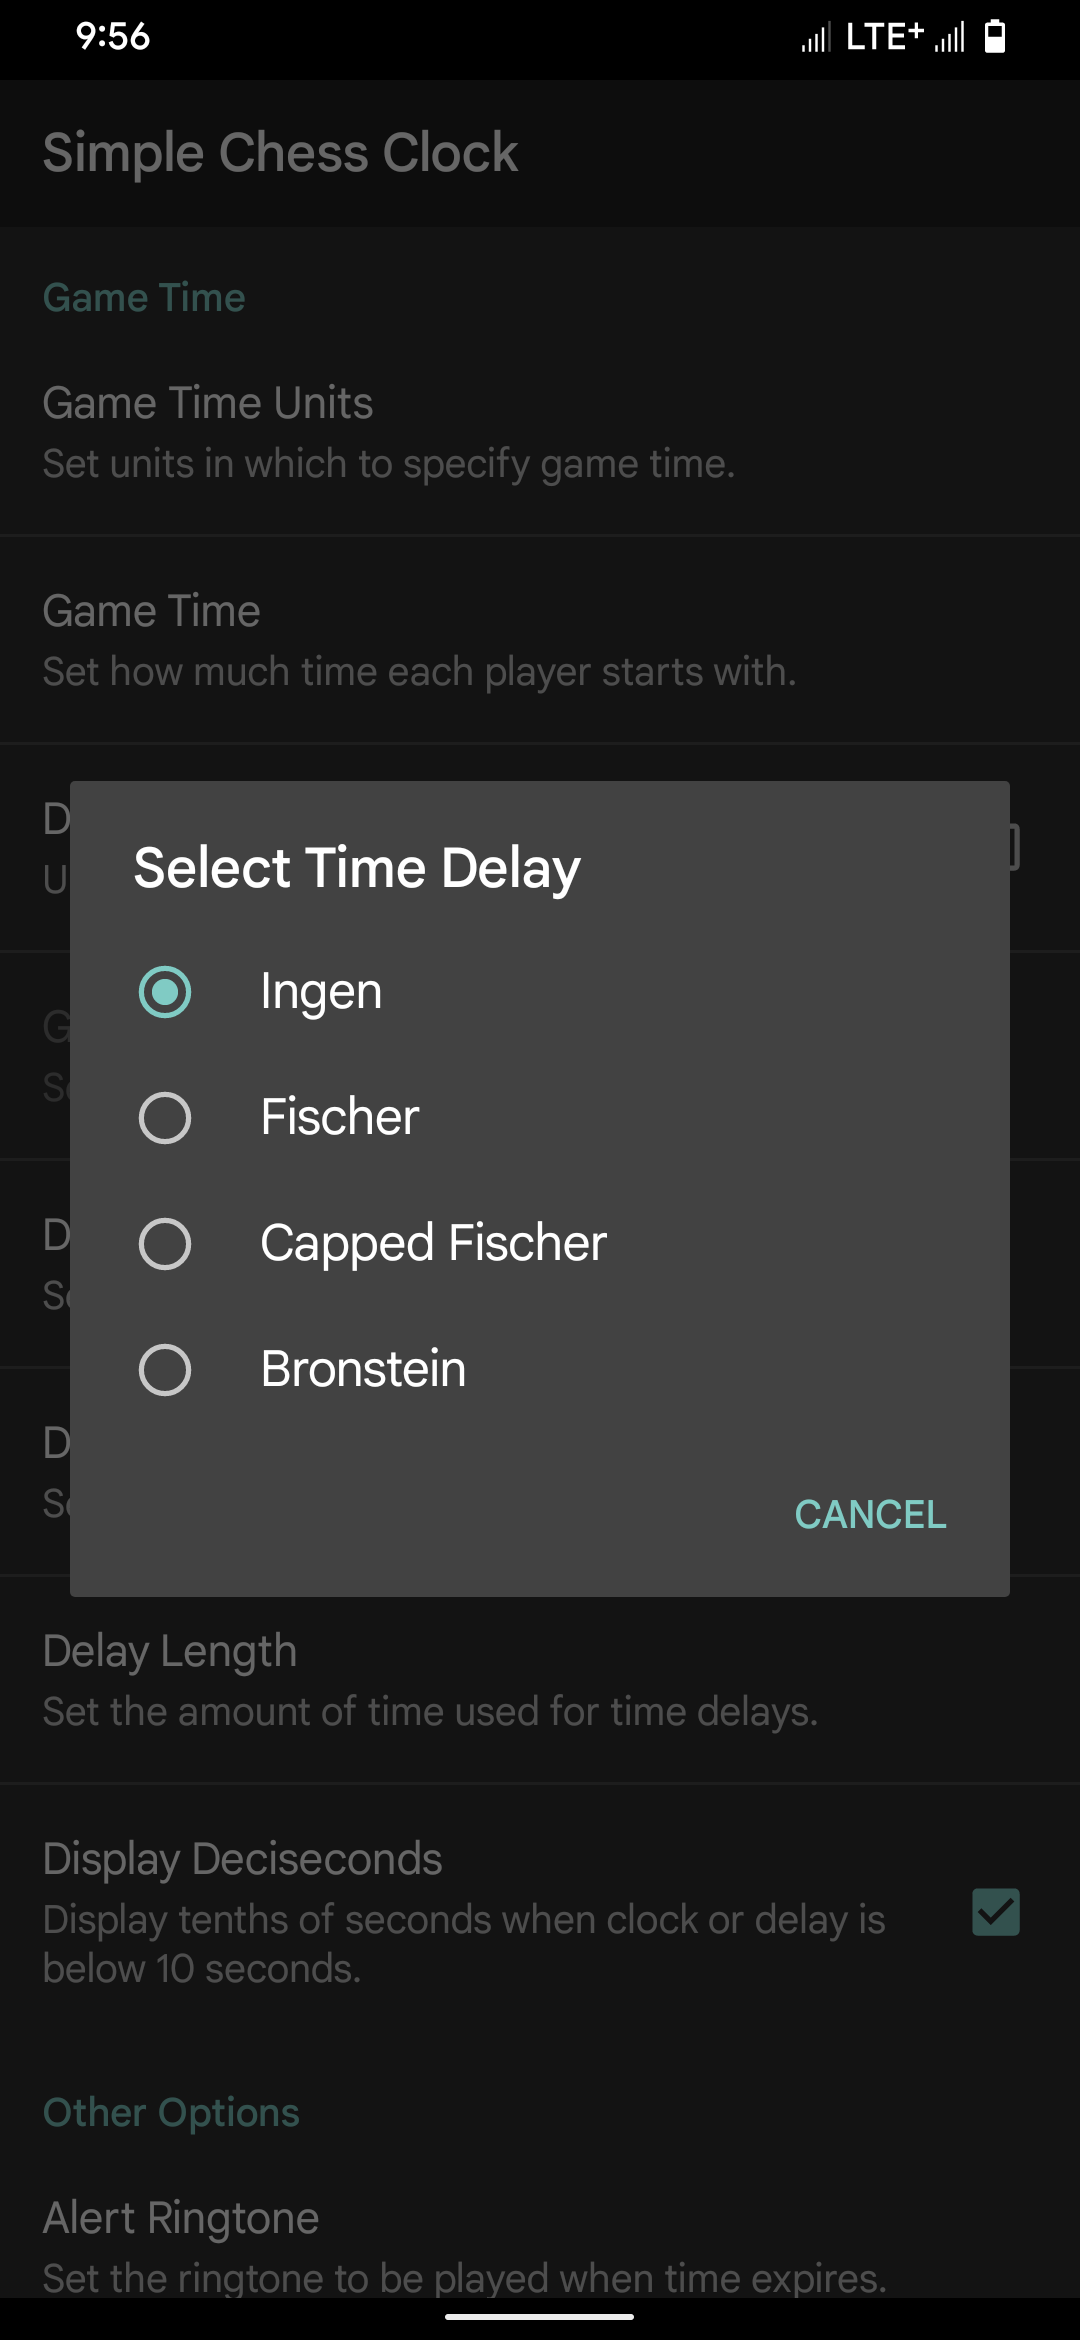 9:56
LTE+
Simple Chess Clock
Game Time
Game Time Units
Set units in which to specify game time.
Game Time
Set how much time each player starts with.
Select Time Delay
Ingen
Fischer
Capped Fischer
Bronstein
CANCEL
Delay Length
Set the amount of time used for time delays.
Display Deciseconds
Display tenths of seconds when clock or delay is
below 10 seconds.
Other Options
Alert Ringtone
Set the ringtone to be played when time expires.